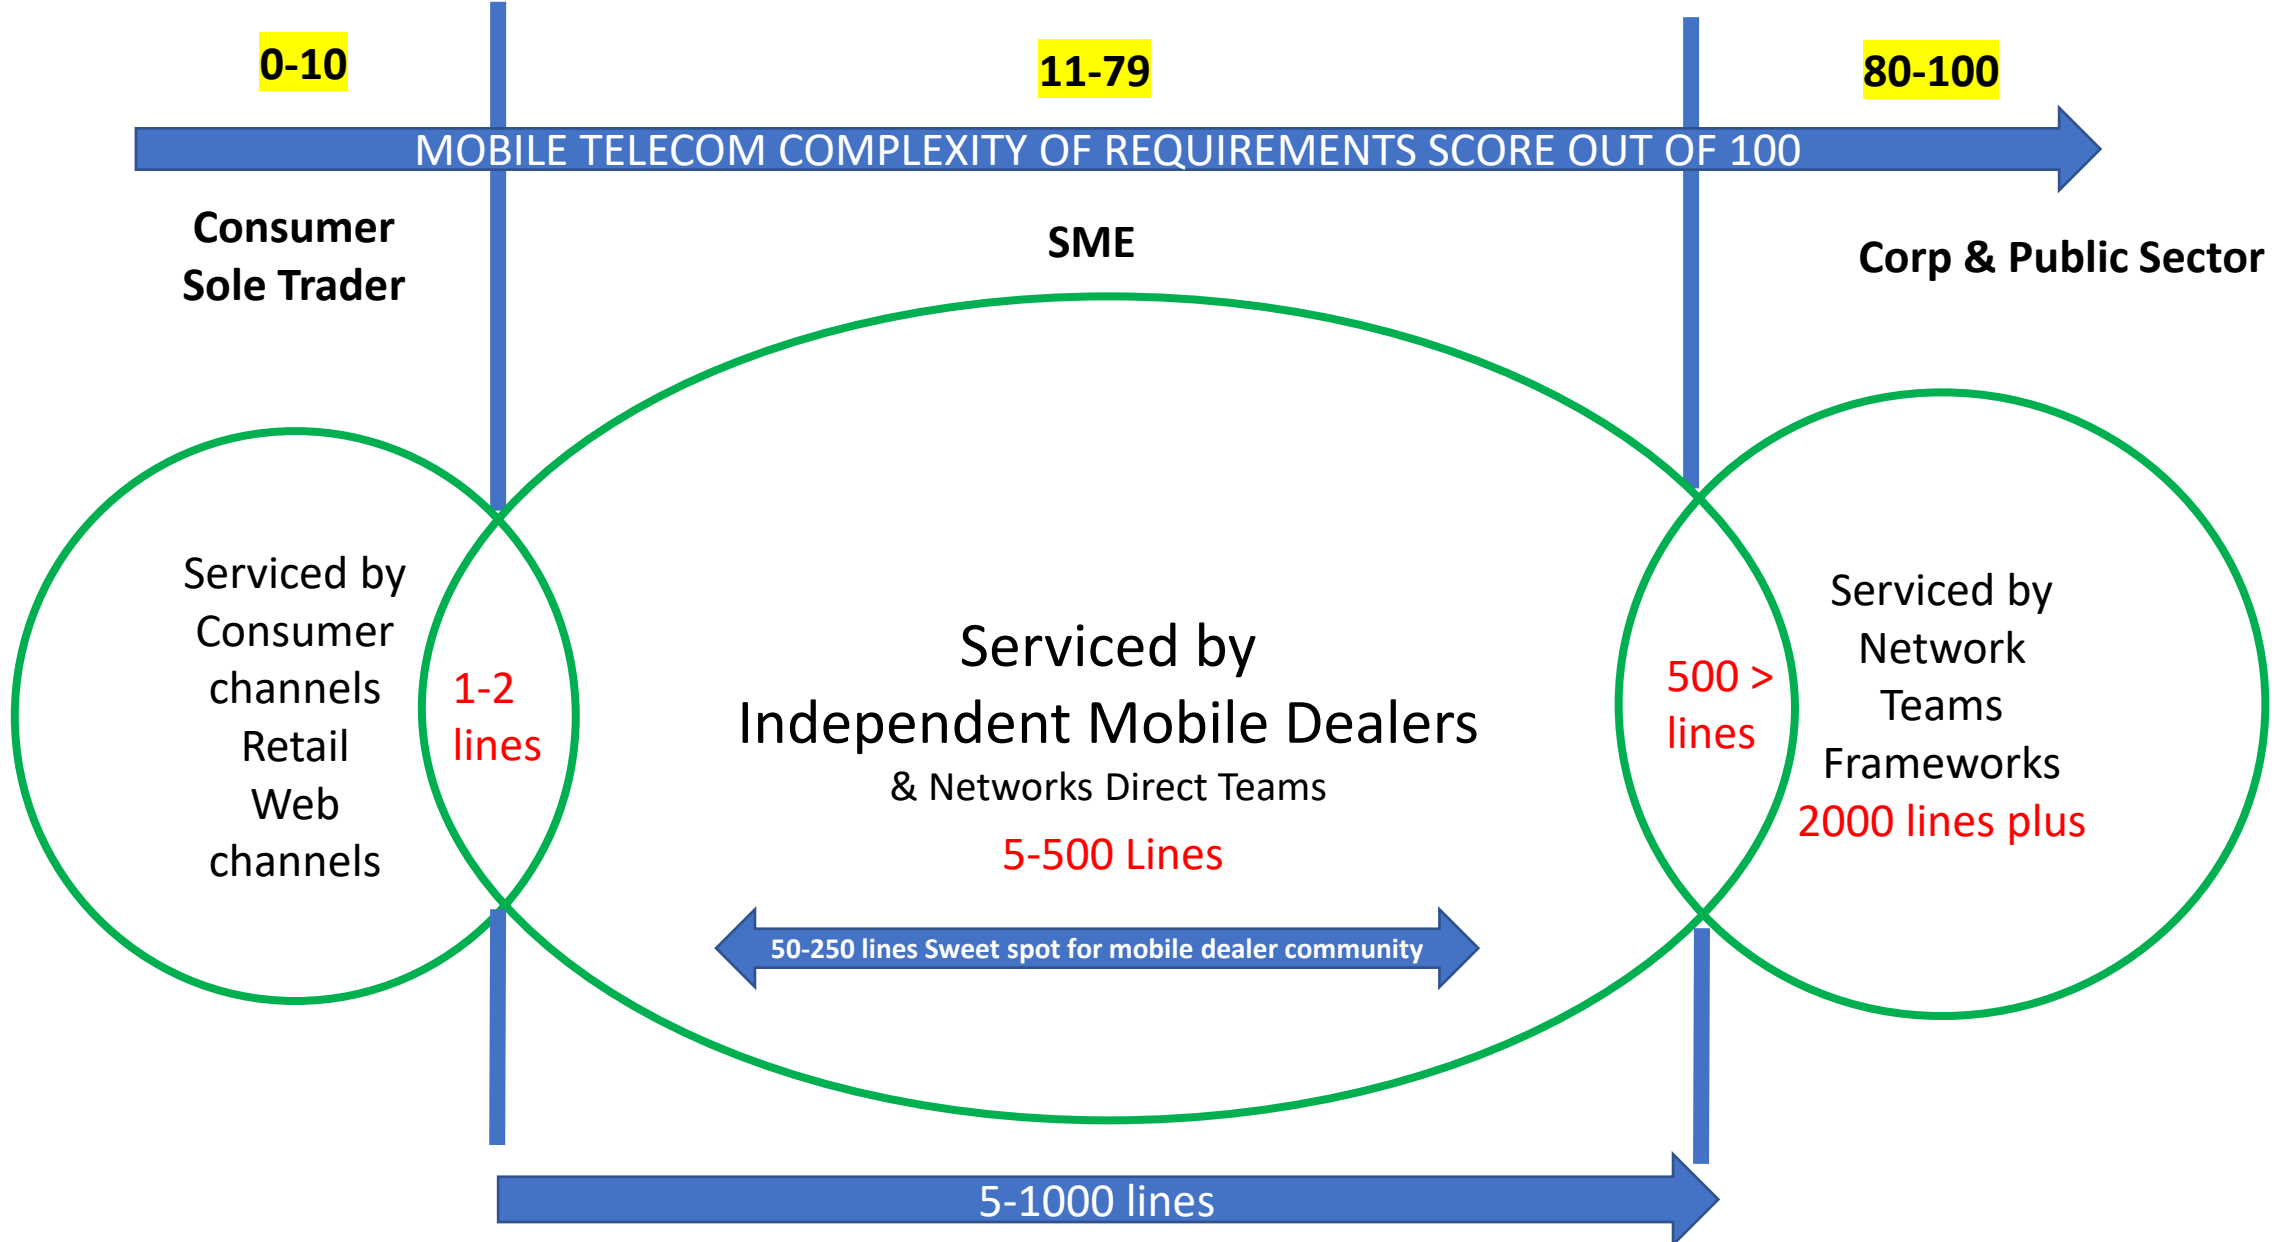 0-10
11-79
80-100
MOBILE TELECOM COMPLEXITY OF REQUIREMENTS SCORE OUT OF 100
Consumer
Sole Trader
SME
Corp & Public Sector
Serviced by
Consumer
channels
Retail
Web
channels
1-2
lines
Serviced by
Independent Mobile Dealers
& Networks Direct Teams
5-500 Lines
50-250 lines Sweet spot for mobile dealer community
500 >
lines
Serviced by
Network
Teams
Frameworks
2000 lines plus
5-1000 lines